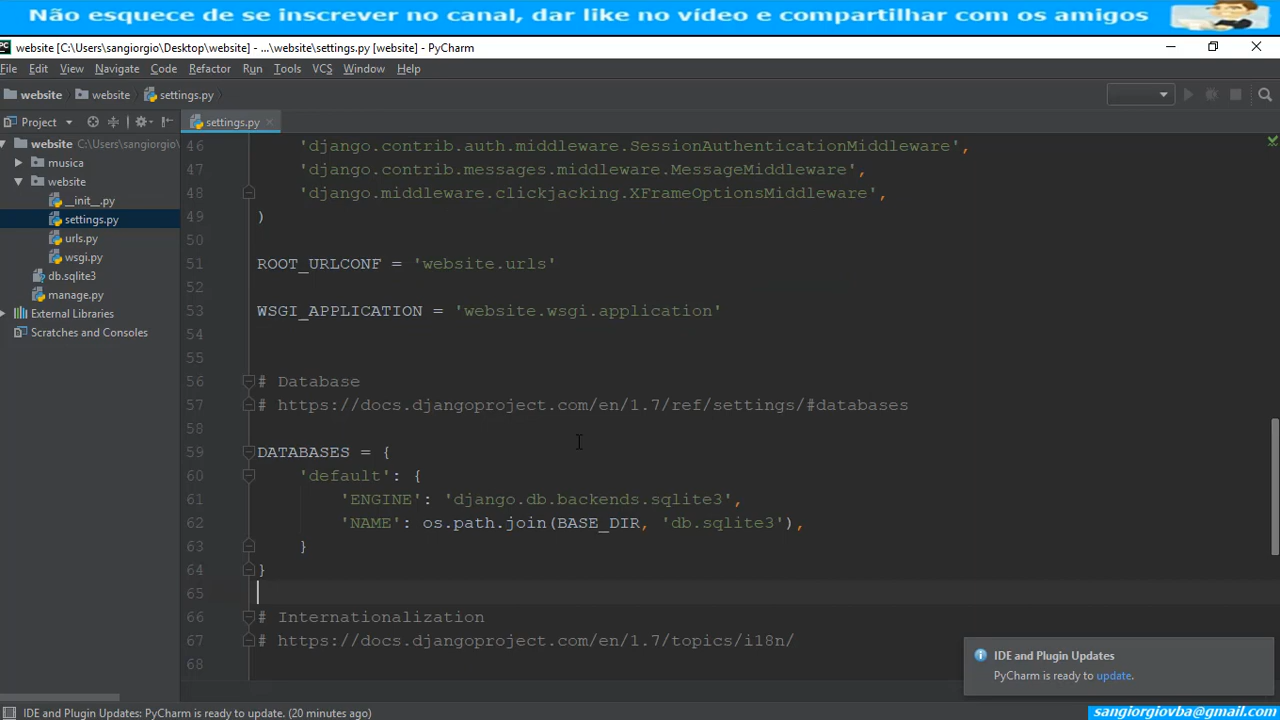 Não esquece de se inscrever no canal, dar like no vídeo e compartilhar com os amigos
PC website [C:\Users\sangiorgio\Desktop\website] - ...\website\settings.py [website] - PyCharm
File Edit View Navigate Code Refactor Run Tools VCS Window Help
website website settings.py
Project settings.py
website C:\Users\sangiorgio\
musica
website
__init__.py
settings.py
urls.py
wsgi.py
db.sqlite3
manage.py
External Libraries
Scratches and Consoles
46 'django.contrib.auth.middleware.SessionAuthenticationMiddleware',
47 'django.contrib.messages.middleware.MessageMiddleware',
48 'django.middleware.clickjacking.XFrameOptionsMiddleware',
49 )
50
51 ROOT_URLCONF = 'website.urls'
52
53 WSGI_APPLICATION = 'website.wsgi.application'
54
55
56 # Database
57 # https://docs.djangoproject.com/en/1.7/ref/settings/#databases
58
59 DATABASES = {
60 'default': {
61 'ENGINE': 'django.db.backends.sqlite3',
62 'NAME': os.path.join(BASE_DIR, 'db.sqlite3'),
63 }
64 }
65
66 # Internationalization
67 # https://docs.djangoproject.com/en/1.7/topics/i18n/
68
IDE and Plugin Updates
PyCharm is ready to update.
IDE and Plugin Updates: PyCharm is ready to update. (20 minutes ago)
sangiorgiovba@gmail.com